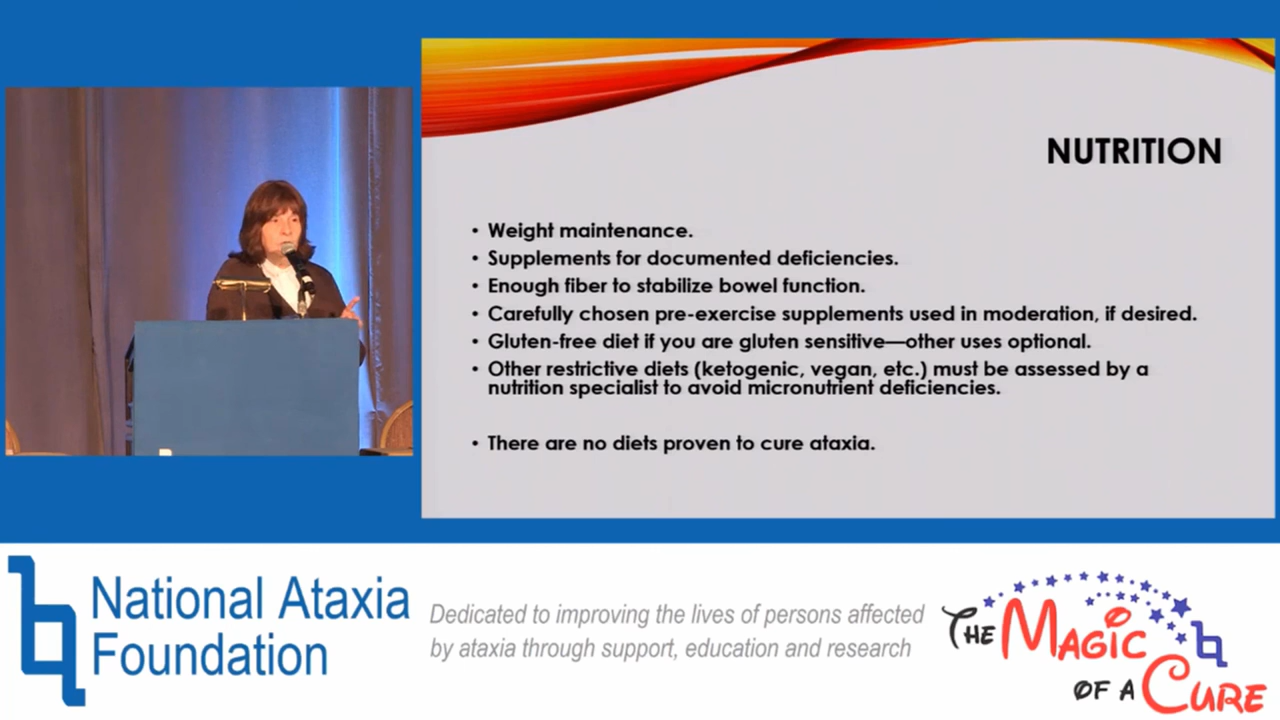 NUTRITION
• Weight maintenance.
• Supplements for documented deficiencies.
• Enough fiber to stabilize bowel function.
• Carefully chosen pre-exercise supplements used in moderation, if desired.
• Gluten-free diet if you are gluten sensitive—other uses optional.
• Other restrictive diets (ketogenic, vegan, etc.) must be assessed by a
nutrition specialist to avoid micronutrient deficiencies.
• There are no diets proven to cure ataxia.
National Ataxia
Foundation
Dedicated to improving the lives of persons affected
by ataxia through support, education and research
THE MAGIC
OF A CURE